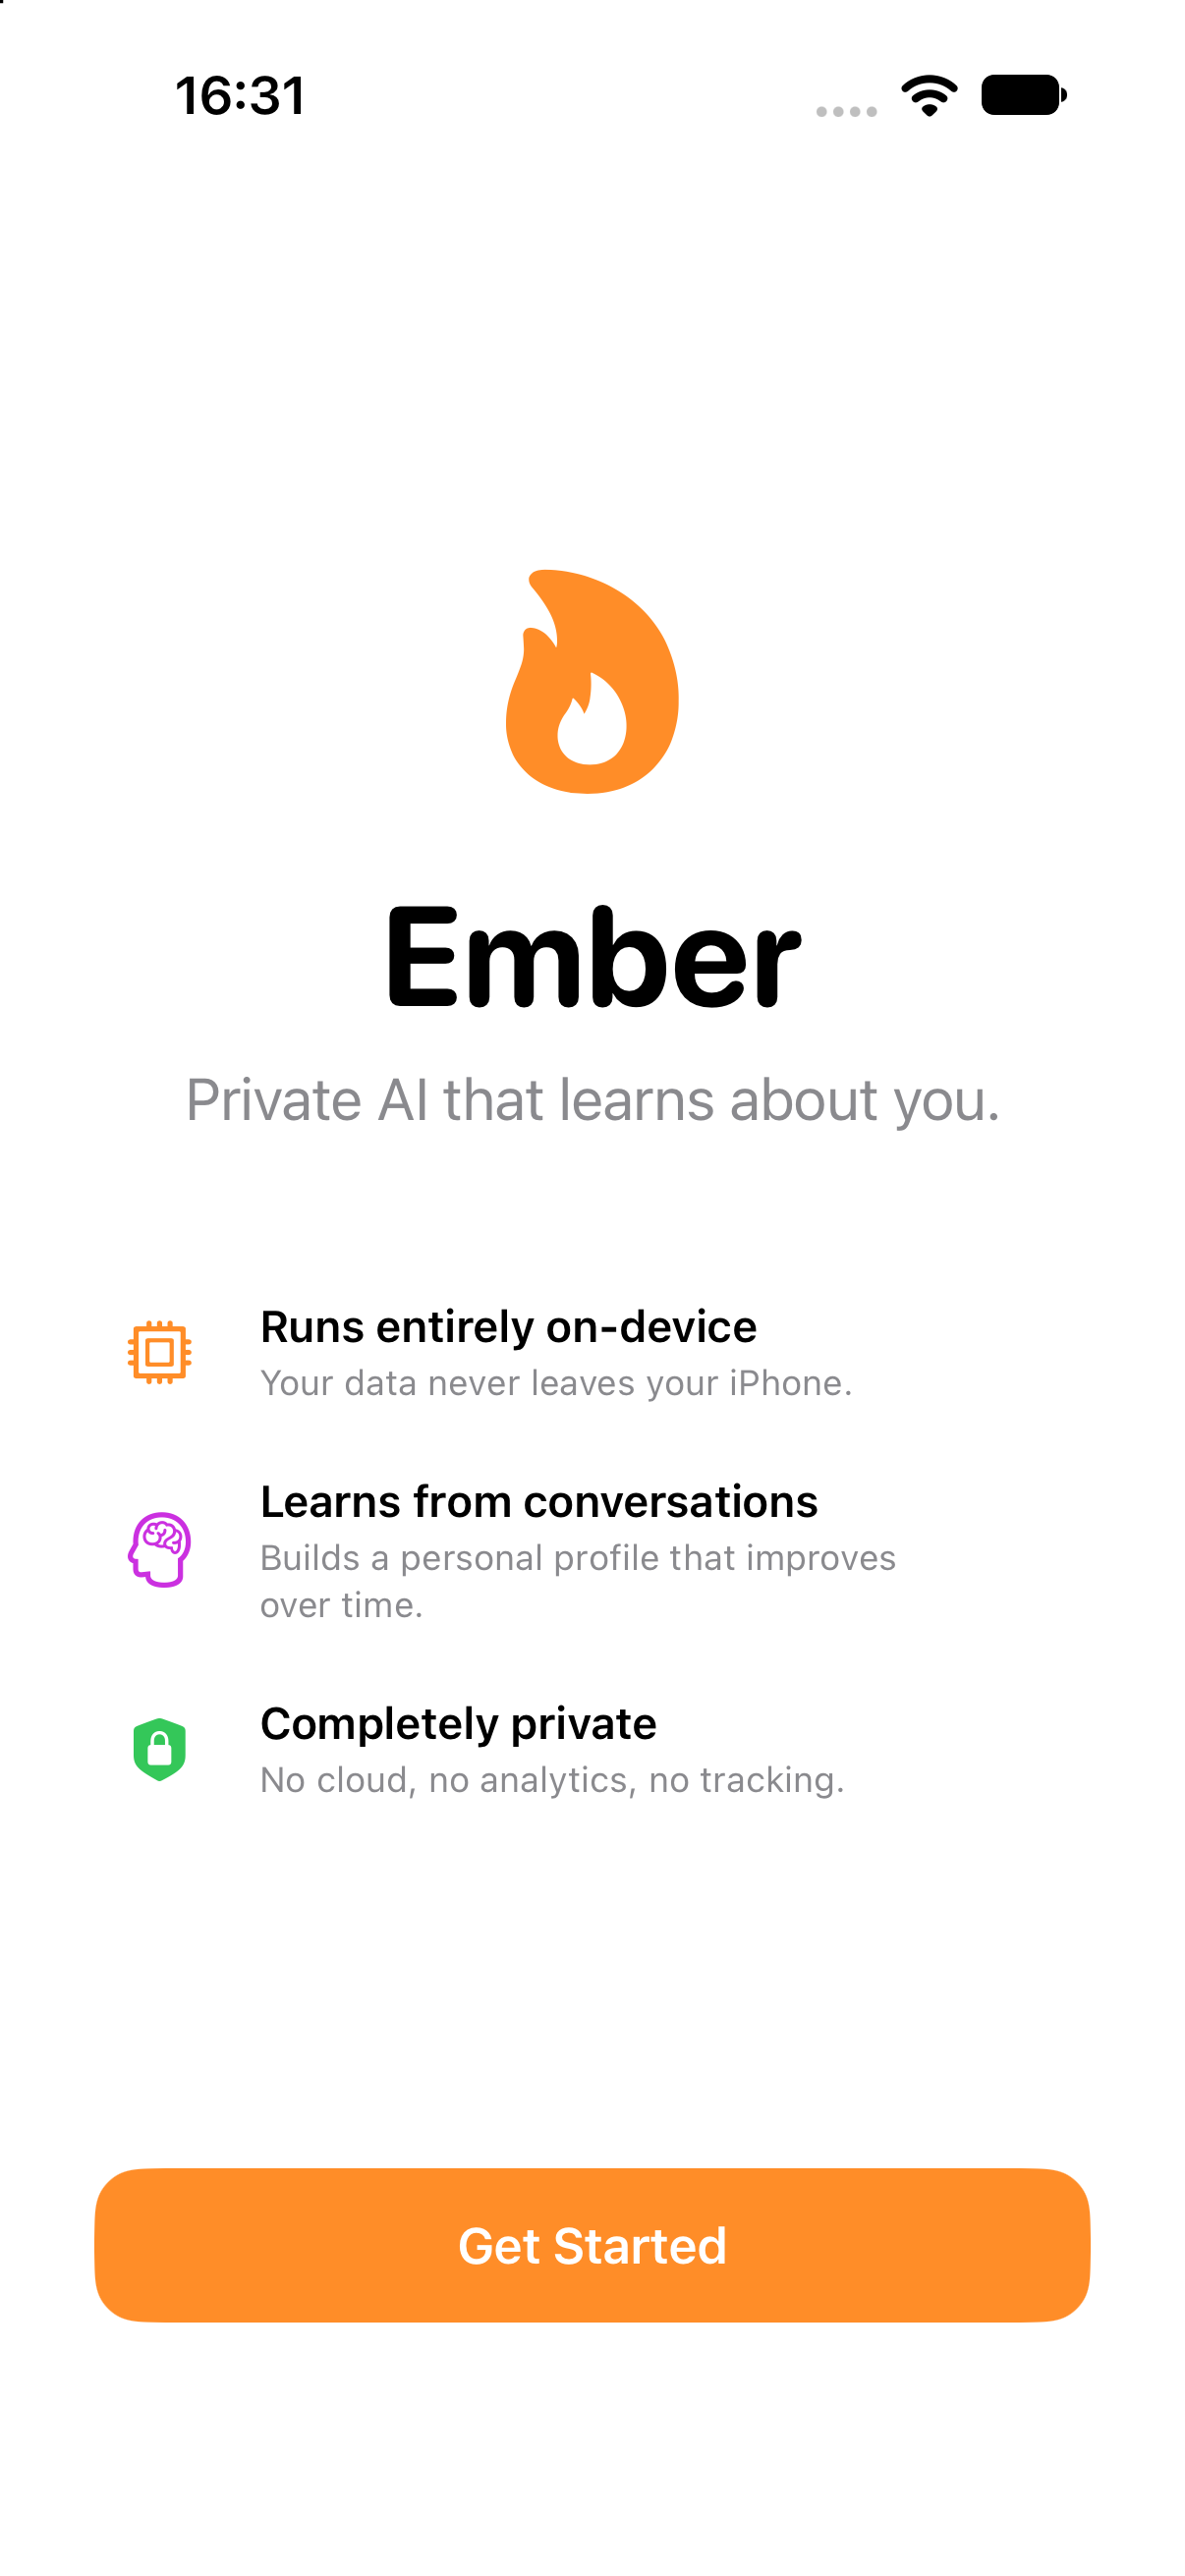 16:31
Ember
Private AI that learns about you.
Runs entirely on-device
Your data never leaves your iPhone.
Learns from conversations
Builds a personal profile that improves
over time.
Completely private
No cloud, no analytics, no tracking.
Get Started